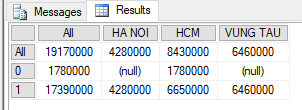 Messages Results
All HA NOI HCM VUNG TAU
All 19170000 4280000 8430000 6460000
0 1780000 (null) 1780000 (null)
1 17390000 4280000 6650000 6460000